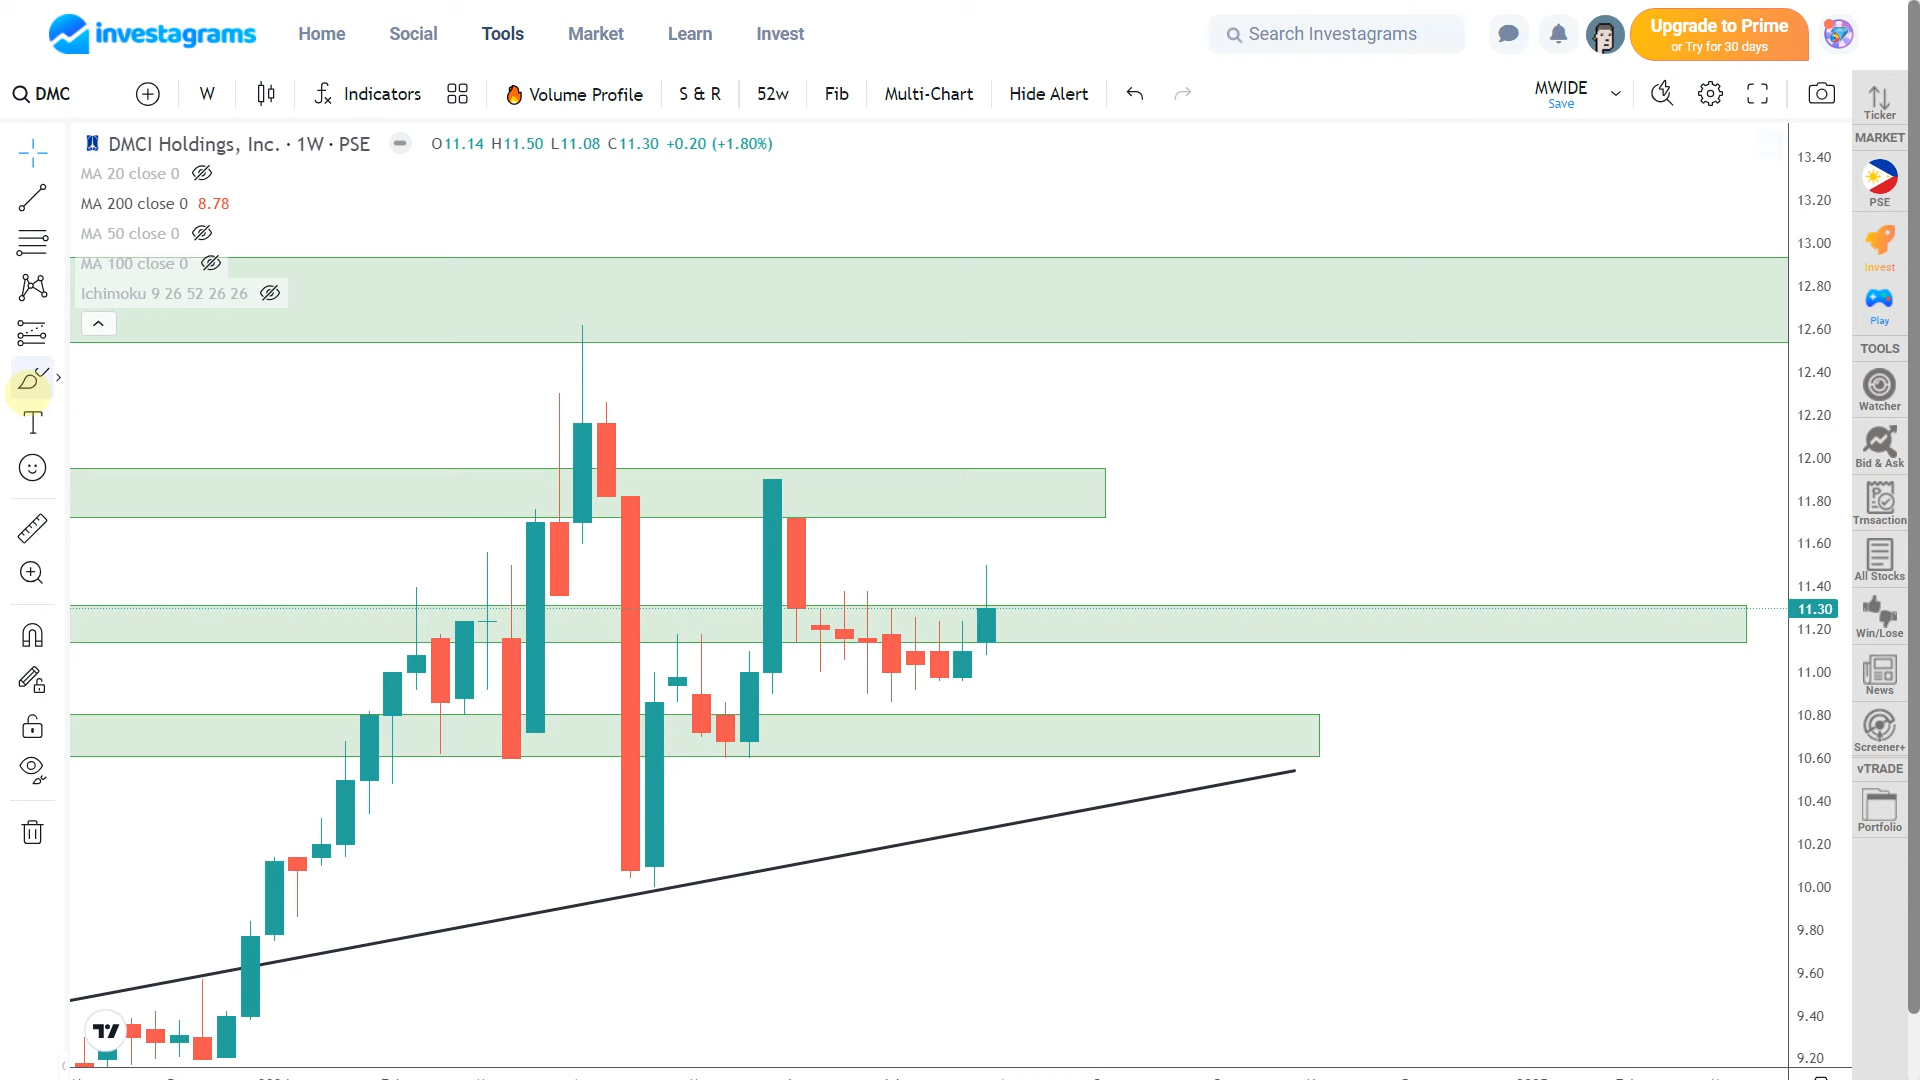 investagrams
Home
Social
Tools
Market
Learn
Invest
Search Investagrams
Upgrade to Prime
or Try for 30 days
DMC
W
Indicators
Volume Profile
S & R
52w
Fib
Multi-Chart
Hide Alert
MWIDE
Save
DMCI Holdings, Inc. · 1W · PSE
O11.14 H11.50 L11.08 C11.30 +0.20 (+1.80%)
MA 20 close 0
MA 200 close 0 8.78
MA 50 close 0
MA 100 close 0
Ichimoku 9 26 52 26 26
13.40
13.20
13.00
12.80
12.60
12.40
12.20
12.00
11.80
11.60
11.40
11.30
11.20
11.00
10.80
10.60
10.40
10.20
10.00
9.80
9.60
9.40
9.20
Ticker
MARKET
PSE
Invest
Play
TOOLS
Watcher
Bid & Ask
Trnsaction
All Stocks
Win/Lose
News
Screener+
vTRADE
Portfolio